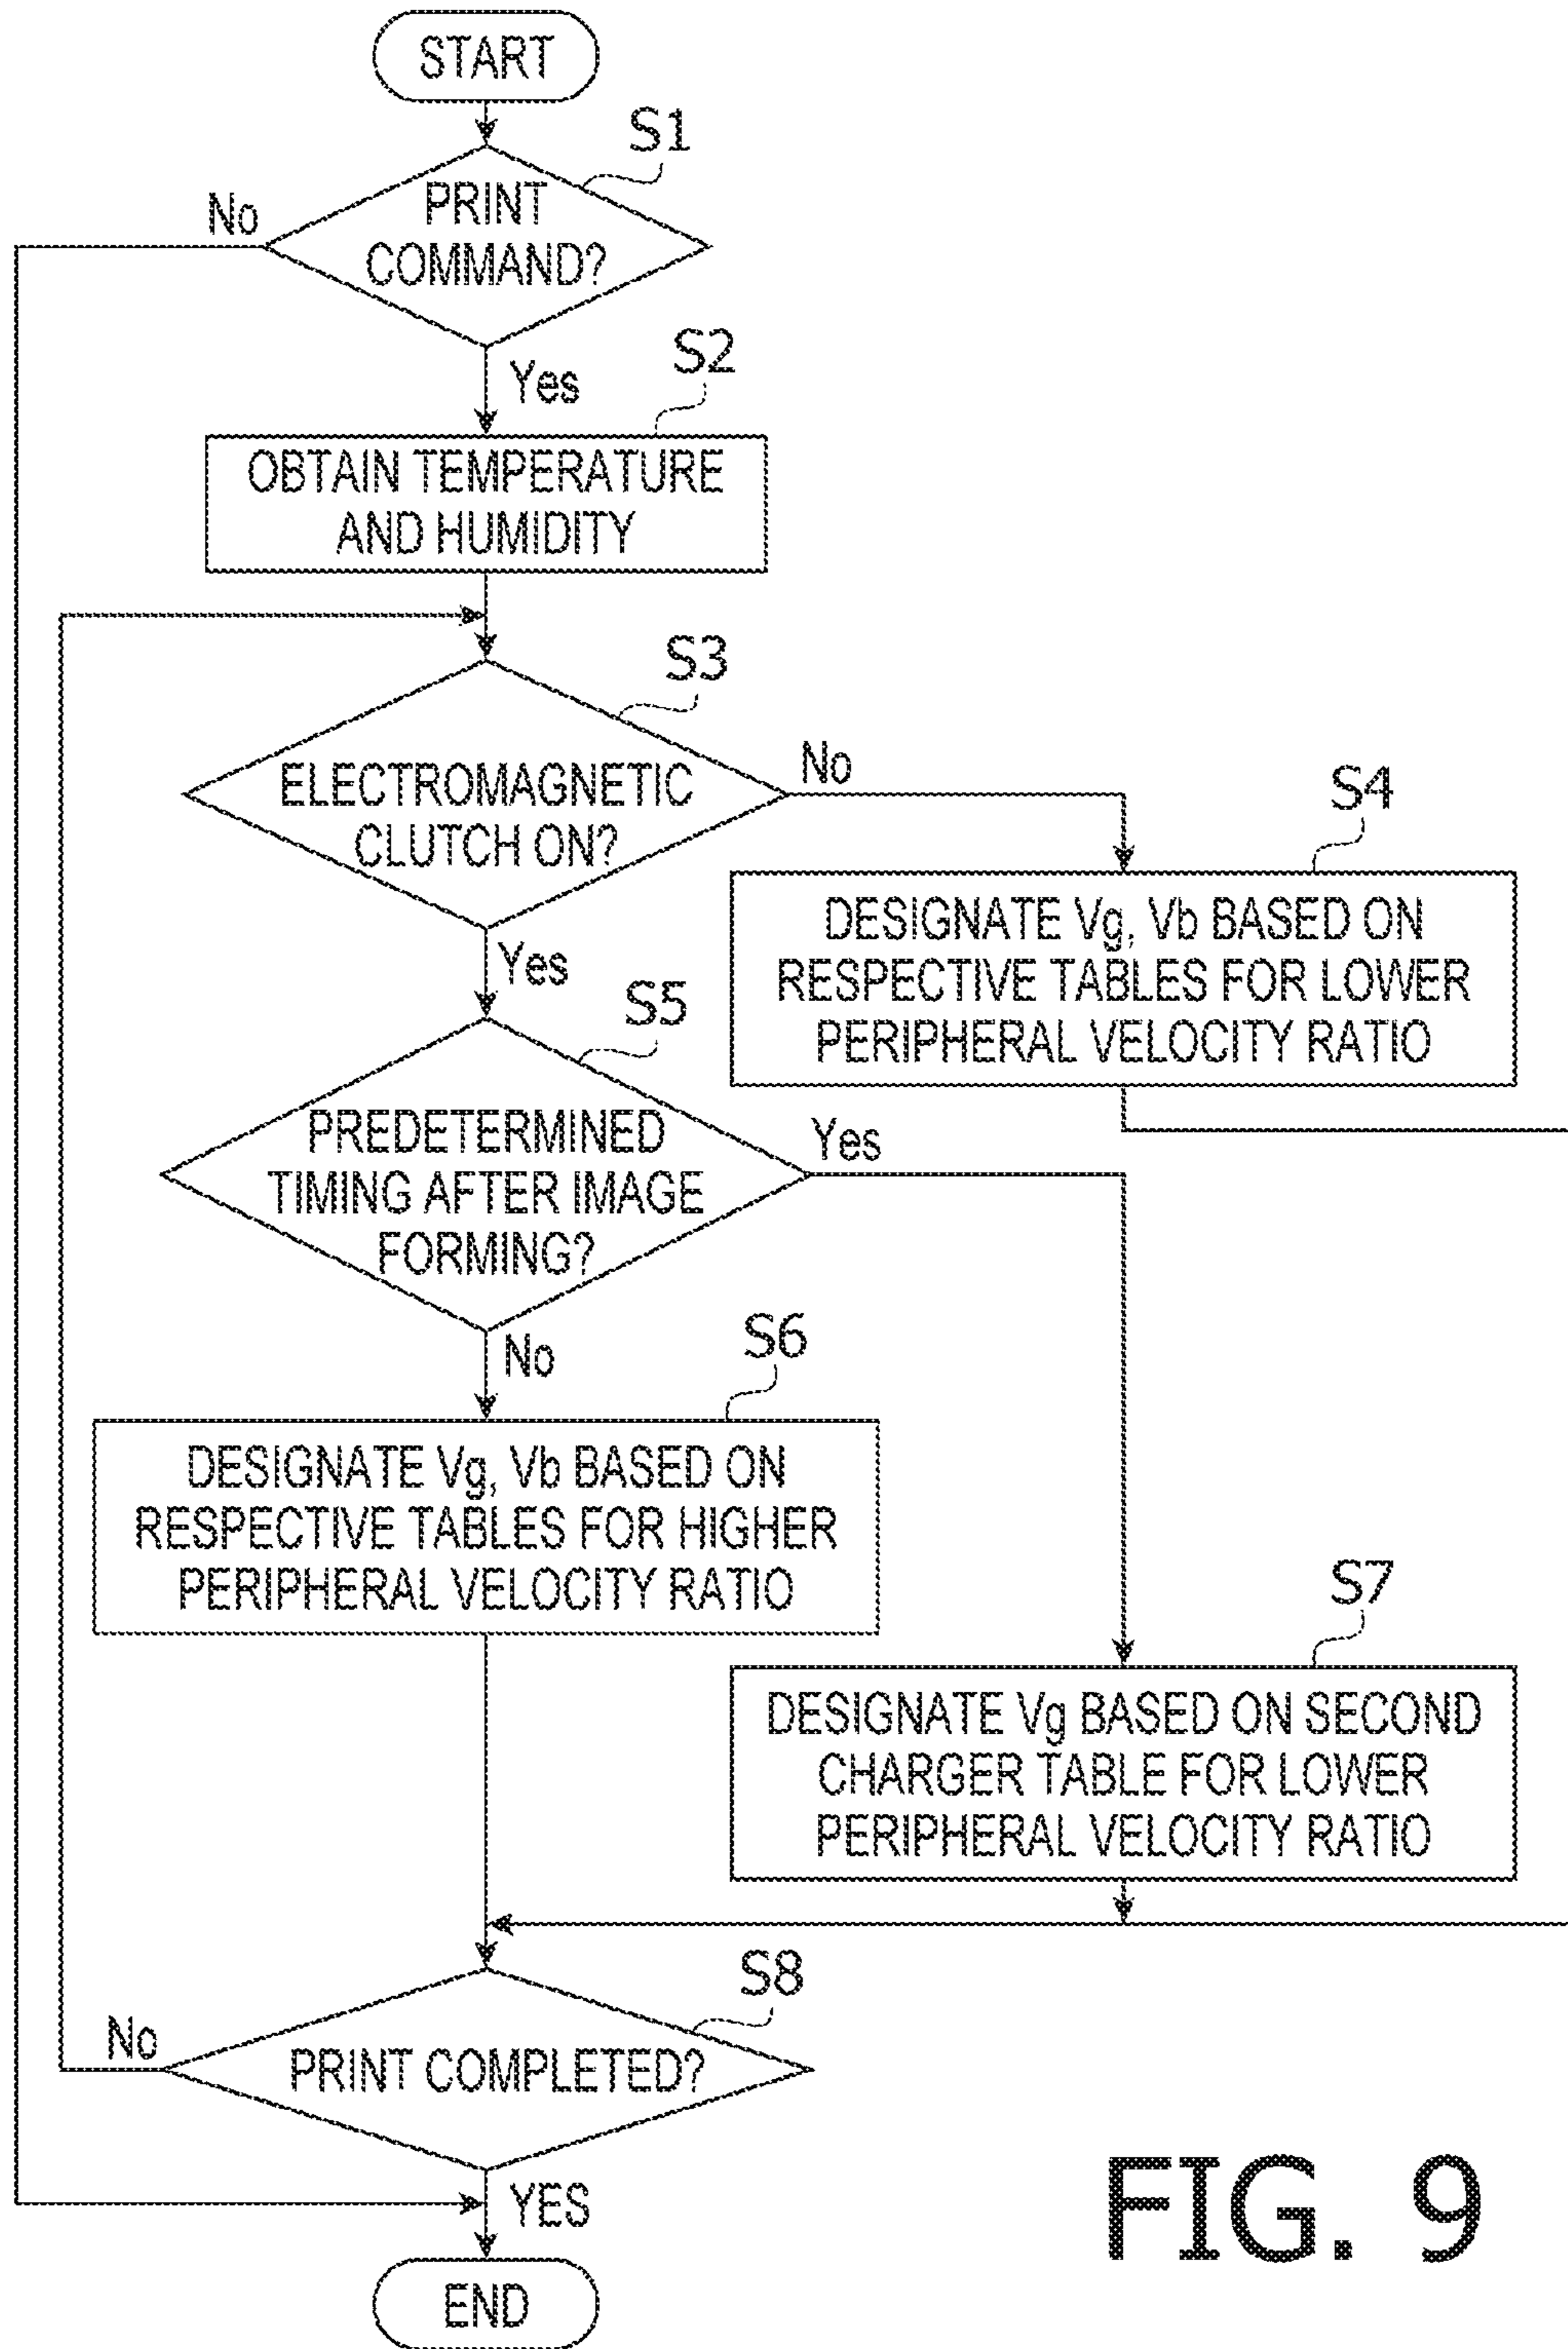 START
S1
No
PRINT
COMMAND?
Yes
S2
OBTAIN TEMPERATURE
AND HUMIDITY
S3
ELECTROMAGNETIC
CLUTCH ON?
No
S4
DESIGNATE Vg, Vb BASED ON
RESPECTIVE TABLES FOR LOWER
PERIPHERAL VELOCITY RATIO
Yes
S5
PREDETERMINED
TIMING AFTER IMAGE
FORMING?
Yes
No
S6
DESIGNATE Vg, Vb BASED ON
RESPECTIVE TABLES FOR HIGHER
PERIPHERAL VELOCITY RATIO
S7
DESIGNATE Vg BASED ON SECOND
CHARGER TABLE FOR LOWER
PERIPHERAL VELOCITY RATIO
S8
No
PRINT COMPLETED?
YES
END
FIG. 9